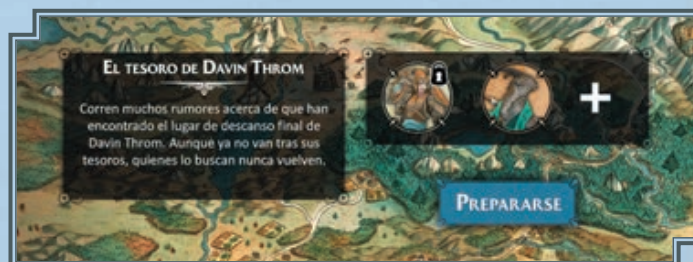 El tesoro de Davin Throm
Corren muchos rumores acerca de que han
encontrado el lugar de descanso final de
Davin Throm. Aunque ya no van tras sus
tesoros, quienes lo buscan nunca vuelven.
+
Prepararse